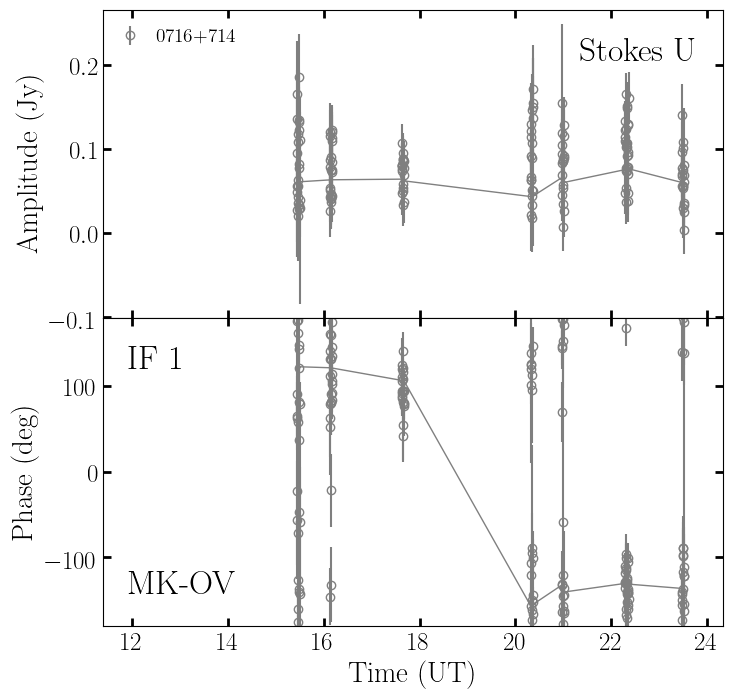 0716+714
Stokes U
0.2
0.1
0.0
−0.1
Amplitude (Jy)
IF 1
100
0
−100
Phase (deg)
MK-OV
12 14 16 18 20 22 24
Time (UT)